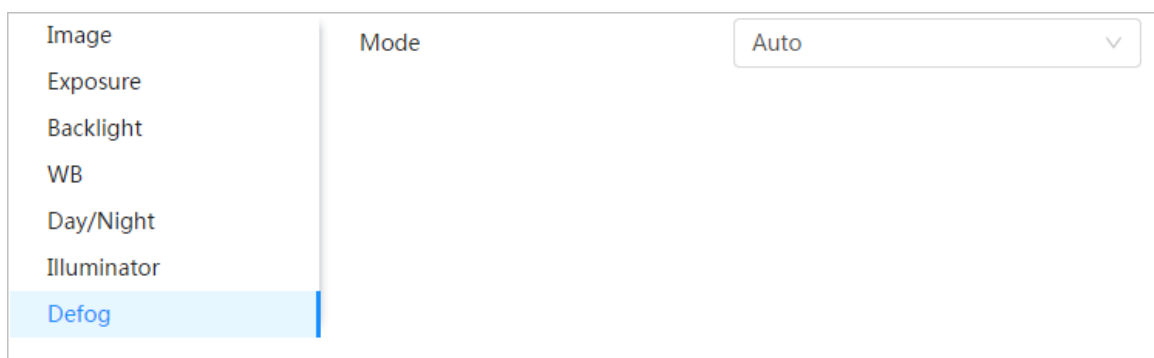 Image
Mode
Auto
Exposure
Backlight
WB
Day/Night
Illuminator
Defog